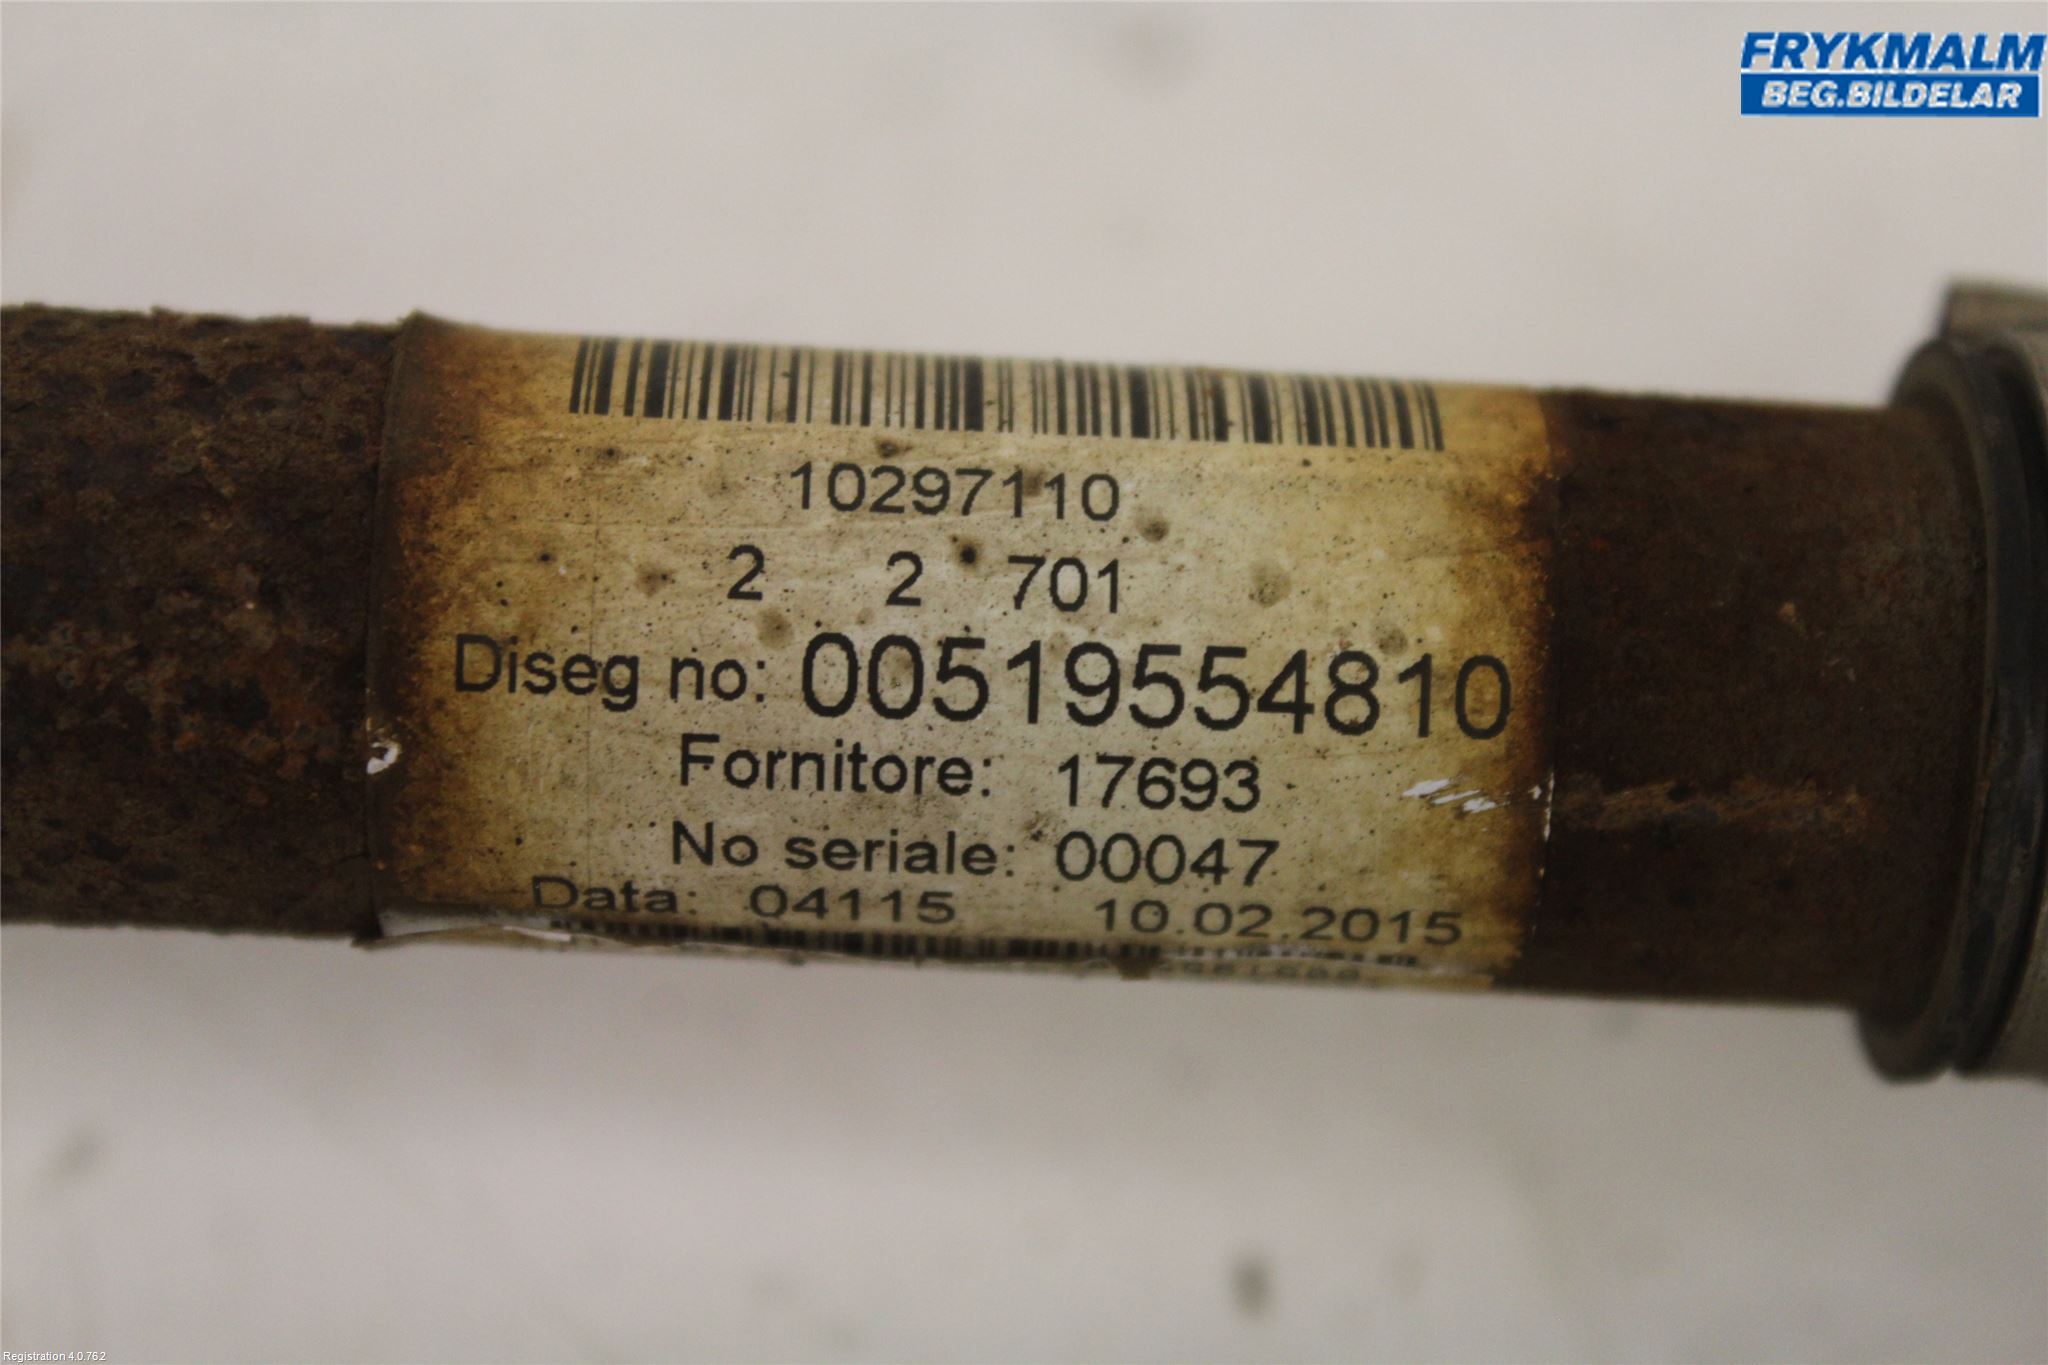 FRYKMALM
BEG.BILDELAR
10297110
2 2 701
Diseg no: 00519554810
Fornitore: 17693
No seriale: 00047
Data: 04115 10.02.2015
Registration 4.0.762